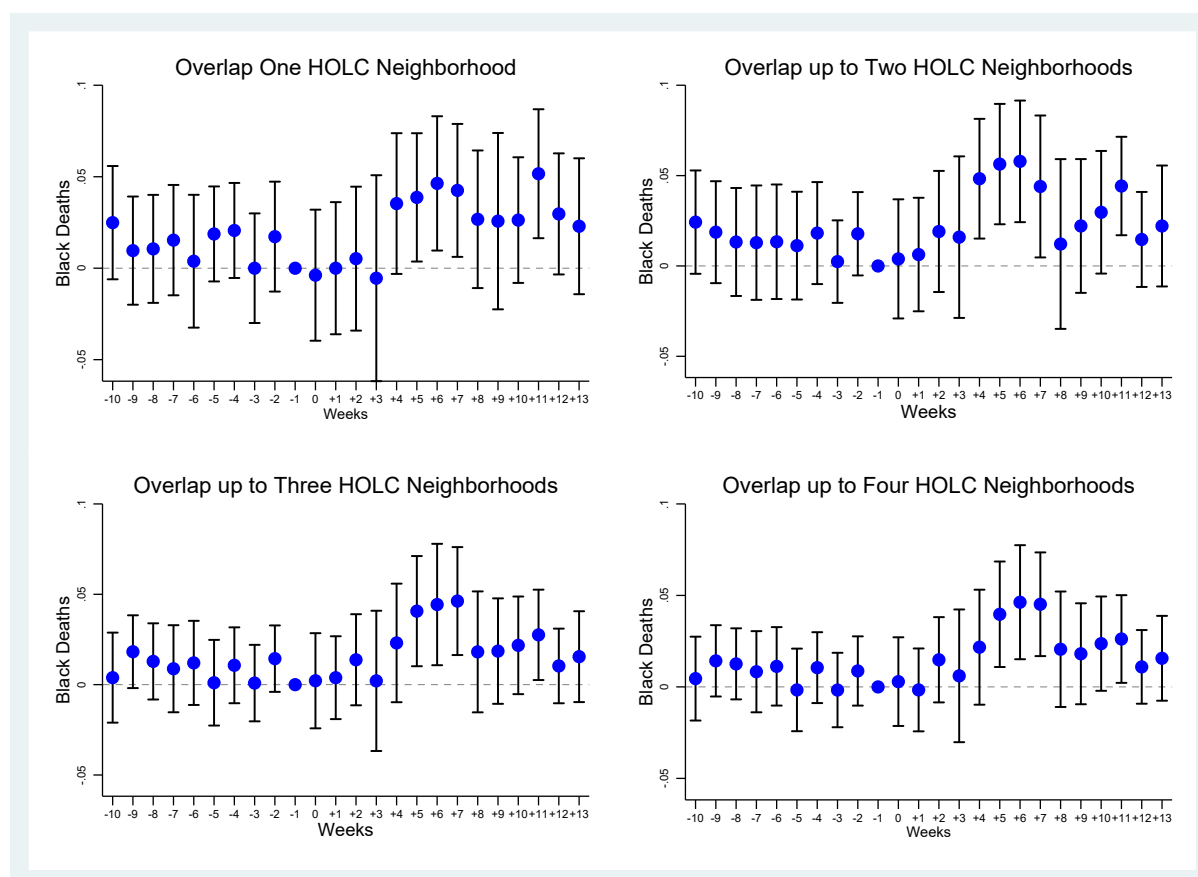 Overlap One HOLC Neighborhood
.1
.05
0
-.05
Black Deaths
-10 -9 -8 -7 -6 -5 -4 -3 -2 -1 0 +1 +2 +3 +4 +5 +6 +7 +8 +9 +10 +11 +12 +13
Weeks
Overlap up to Two HOLC Neighborhoods
.1
.05
0
-.05
Black Deaths
-10 -9 -8 -7 -6 -5 -4 -3 -2 -1 0 +1 +2 +3 +4 +5 +6 +7 +8 +9 +10 +11 +12 +13
Weeks
Overlap up to Three HOLC Neighborhoods
.1
.05
0
-.05
Black Deaths
-10 -9 -8 -7 -6 -5 -4 -3 -2 -1 0 +1 +2 +3 +4 +5 +6 +7 +8 +9 +10 +11 +12 +13
Weeks
Overlap up to Four HOLC Neighborhoods
.1
.05
0
-.05
Black Deaths
-10 -9 -8 -7 -6 -5 -4 -3 -2 -1 0 +1 +2 +3 +4 +5 +6 +7 +8 +9 +10 +11 +12 +13
Weeks